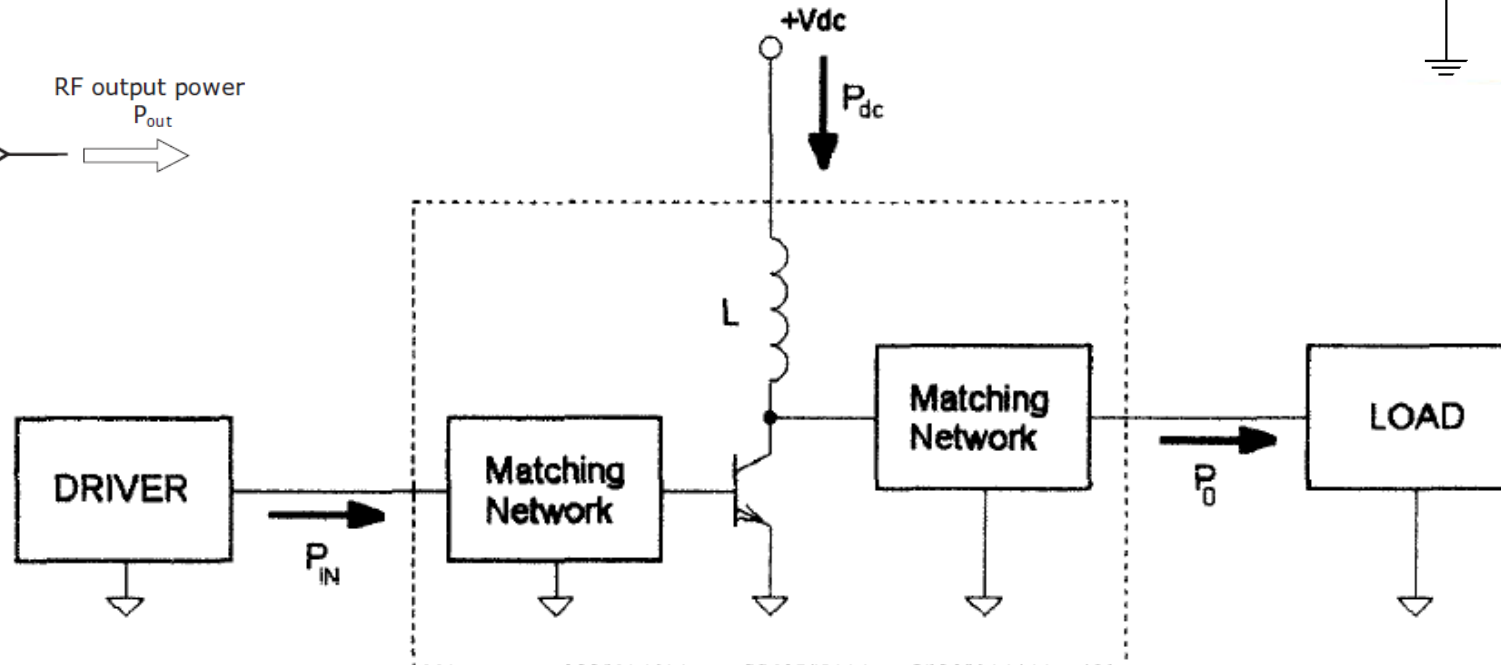 +Vdc
RF output power
Pout
Pdc
L
Matching
Network
LOAD
DRIVER
Matching
Network
P0
PIN